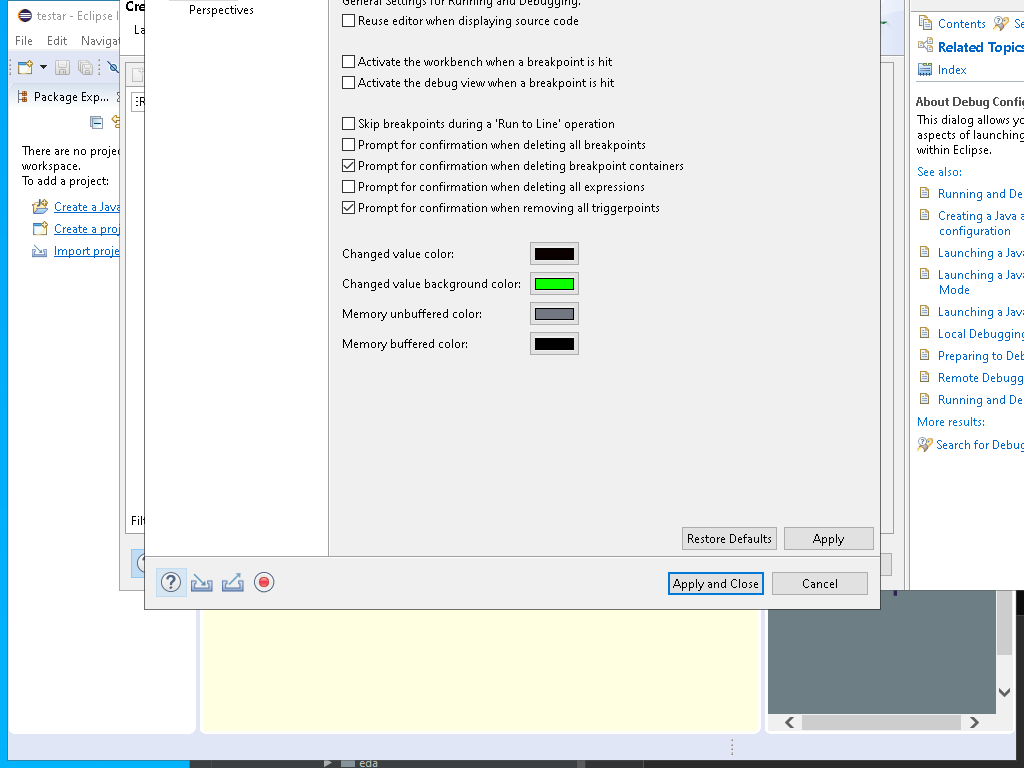 testar - Eclipse I
File Edit Navigat
Package Exp...
There are no proje
workspace.
To add a project:
Create a Java
Create a proj
Import proje
Cre
La
Filt
Perspectives
General Settings for Running and Debugging.
Reuse editor when displaying source code
Activate the workbench when a breakpoint is hit
Activate the debug view when a breakpoint is hit
Skip breakpoints during a 'Run to Line' operation
Prompt for confirmation when deleting all breakpoints
Prompt for confirmation when deleting breakpoint containers
Prompt for confirmation when deleting all expressions
Prompt for confirmation when removing all triggerpoints
Changed value color:
Changed value background color:
Memory unbuffered color:
Memory buffered color:
Restore Defaults Apply
Apply and Close Cancel
Contents Se
Related Topics
Index
About Debug Config
This dialog allows yo
aspects of launching
within Eclipse.
See also:
Running and De
Creating a Java a
configuration
Launching a Java
Launching a Java
Mode
Launching a Java
Local Debugging
Preparing to Deb
Remote Debugg
Running and De
More results:
Search for Debug
eda